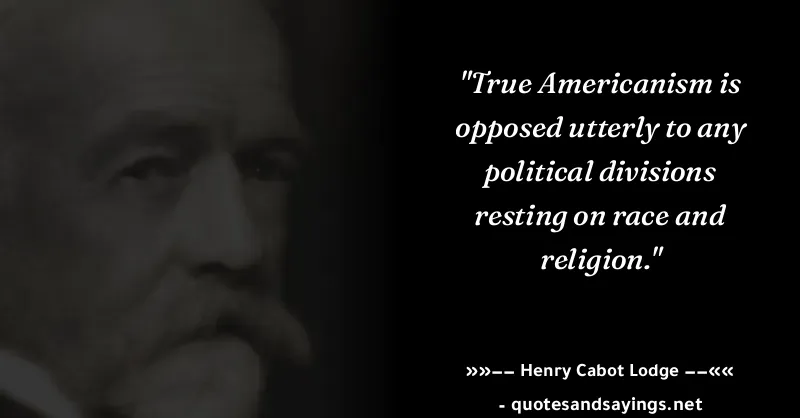 "True Americanism is
opposed utterly to any
political divisions
resting on race and
religion."
»»−− Henry Cabot Lodge −−««
- quotesandsayings.net